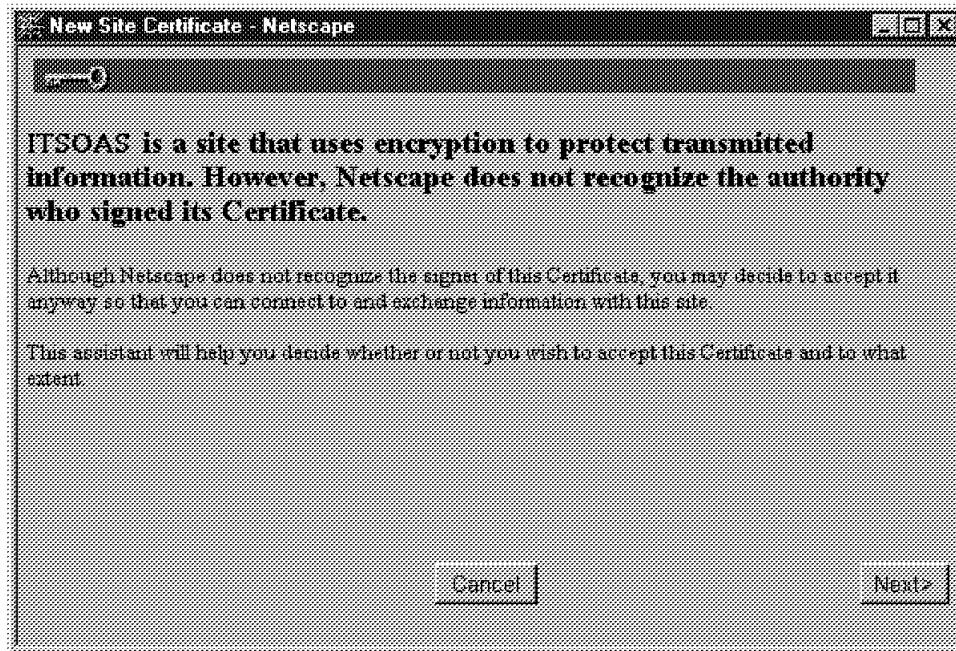 New Site Certificate - Netscape
ITSOAS is a site that uses encryption to protect transmitted
information. However, Netscape does not recognize the authority
who signed its Certificate.
Although Netscape does not recognize the signer of this Certificate, you may decide to accept it
anyway so that you can connect to and exchange information with this site.
This assistant will help you decide whether or not you wish to accept this Certificate and to what
extent.
Cancel
Next>